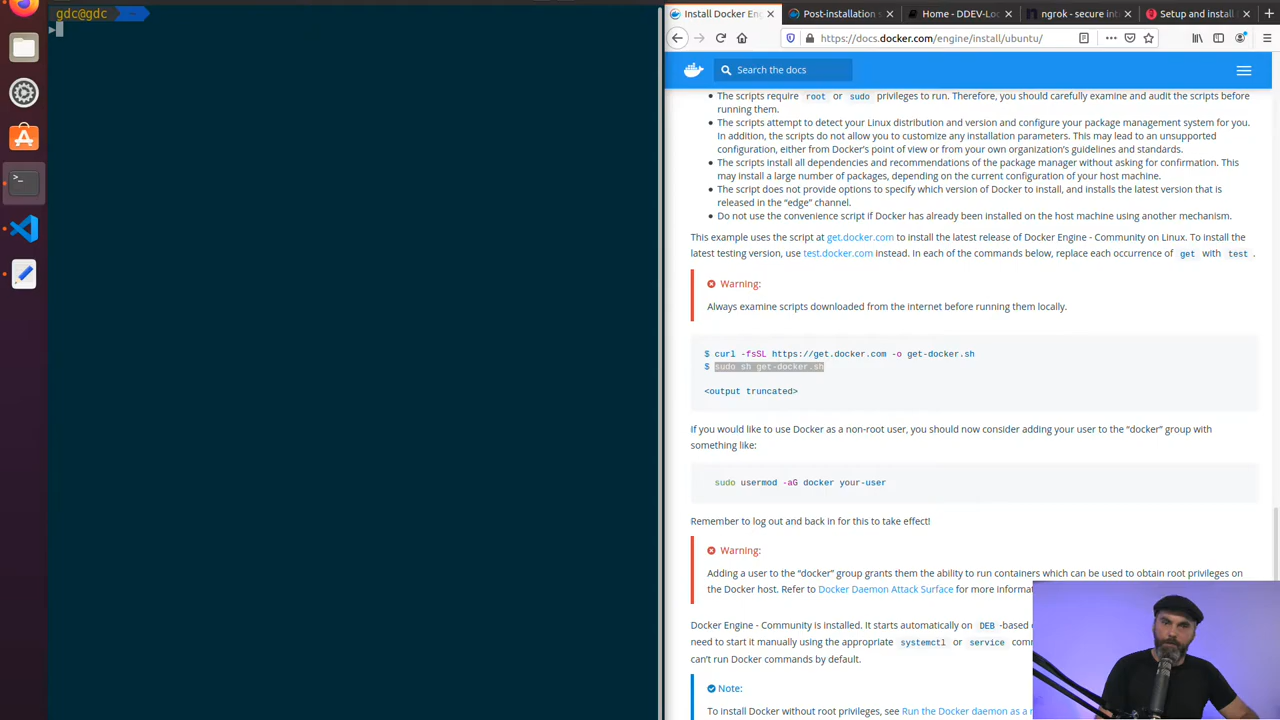 gdc@gdc ~
Install Docker En
Post-installation s
Home - DDEV-Loc
ngrok - secure int
Setup and install
https://docs.docker.com/engine/install/ubuntu/
Search the docs
• The scripts require root or sudo privileges to run. Therefore, you should carefully examine and audit the scripts before
running them.
• The scripts attempt to detect your Linux distribution and version and configure your package management system for you.
In addition, the scripts do not allow you to customize any installation parameters. This may lead to an unsupported
configuration, either from Docker's point of view or from your own organization's guidelines and standards.
• The scripts install all dependencies and recommendations of the package manager without asking for confirmation. This
may install a large number of packages, depending on the current configuration of your host machine.
• The script does not provide options to specify which version of Docker to install, and installs the latest version that is
released in the “edge” channel.
• Do not use the convenience script if Docker has already been installed on the host machine using another mechanism.
This example uses the script at get.docker.com to install the latest release of Docker Engine - Community on Linux. To install the
latest testing version, use test.docker.com instead. In each of the commands below, replace each occurrence of get with test .
Warning:
Always examine scripts downloaded from the internet before running them locally.
$ curl -fsSL https://get.docker.com -o get-docker.sh
$ sudo sh get-docker.sh
<output truncated>
If you would like to use Docker as a non-root user, you should now consider adding your user to the “docker” group with
something like:
sudo usermod -aG docker your-user
Remember to log out and back in for this to take effect!
Warning:
Adding a user to the “docker” group grants them the ability to run containers which can be used to obtain root privileges on
the Docker host. Refer to Docker Daemon Attack Surface for more informat
Docker Engine - Community is installed. It starts automatically on DEB -based
need to start it manually using the appropriate systemctl or service com
can't run Docker commands by default.
Note:
To install Docker without root privileges, see Run the Docker daemon as a